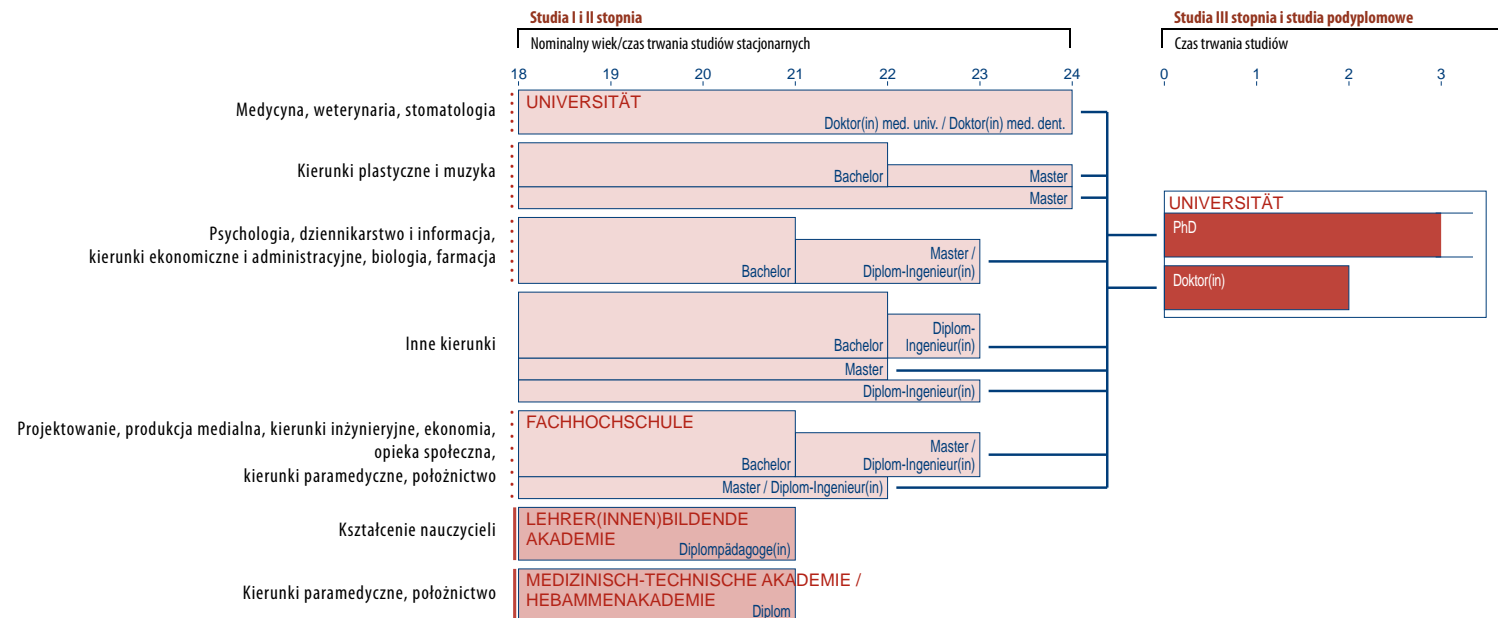 Studia I i II stopnia
Studia III stopnia i studia podyplomowe
Nominalny wiek/czas trwania studiów stacjonarnych
Czas trwania studiów
18 19 20 21 22 23 24 0 1 2 3
Medycyna, weterynaria, stomatologia
UNIVERSITÄT
Doktor(in) med. univ. / Doktor(in) med. dent.
Kierunki plastyczne i muzyka
Bachelor
Master
Master
Psychologia, dziennikarstwo i informacja,
kierunki ekonomiczne i administracyjne, biologia, farmacja
Bachelor
Master /
Diplom-Ingenieur(in)
UNIVERSITÄT
PhD
Doktor(in)
Inne kierunki
Bachelor
Diplom-
Ingenieur(in)
Master
Diplom-Ingenieur(in)
Projektowanie, produkcja medialna, kierunki inżynieryjne, ekonomia,
opieka społeczna,
kierunki paramedyczne, położnictwo
FACHHOCHSCHULE
Bachelor
Master /
Diplom-Ingenieur(in)
Master / Diplom-Ingenieur(in)
Kształcenie nauczycieli
LEHRER(INNEN)BILDENDE
AKADEMIE
Diplompädagoge(in)
Kierunki paramedyczne, położnictwo
MEDIZINISCH-TECHNISCHE AKADEMIE /
HEBAMMENAKADEMIE
Diplom